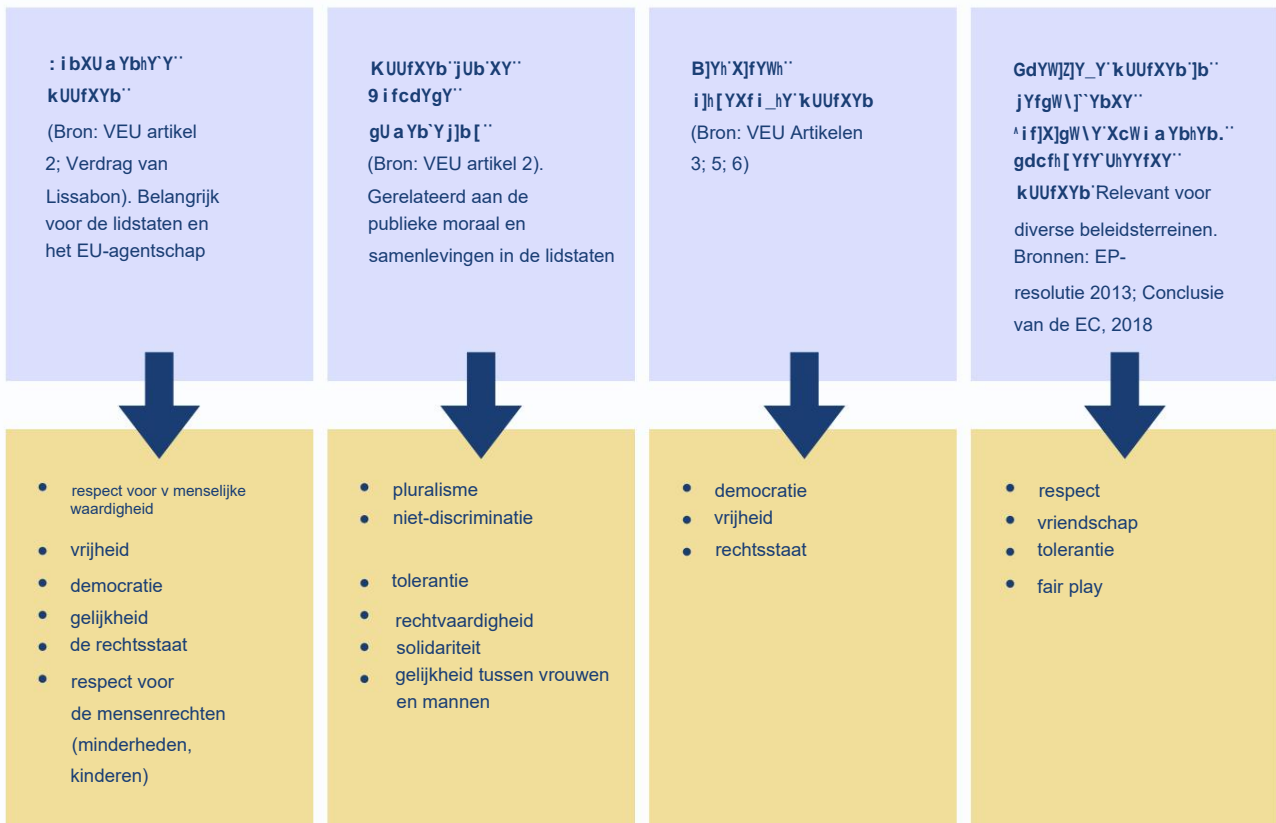 (Bron: VEU artikel
2; Verdrag van
Lissabon). Belangrijk
voor de lidstaten en
het EU-agentschap
(Bron: VEU artikel 2).
Gerelateerd aan de
publieke moraal en
samenlevingen in de lidstaten
(Bron: VEU Artikelen
3; 5; 6)
Relevant voor
diverse beleidsterreinen.
Bronnen: EP-
resolutie 2013; Conclusie
van de EC, 2018
• respect voor v menselijke
waardigheid
• vrijheid
• democratie
• gelijkheid
• de rechtsstaat
• respect voor
de mensenrechten
(minderheden,
kinderen)
• pluralisme
• niet-discriminatie
• tolerantie
• rechtvaardigheid
• solidariteit
• gelijkheid tussen vrouwen
en mannen
• democratie
• vrijheid
• rechtsstaat
• respect
• vriendschap
• tolerantie
• fair play